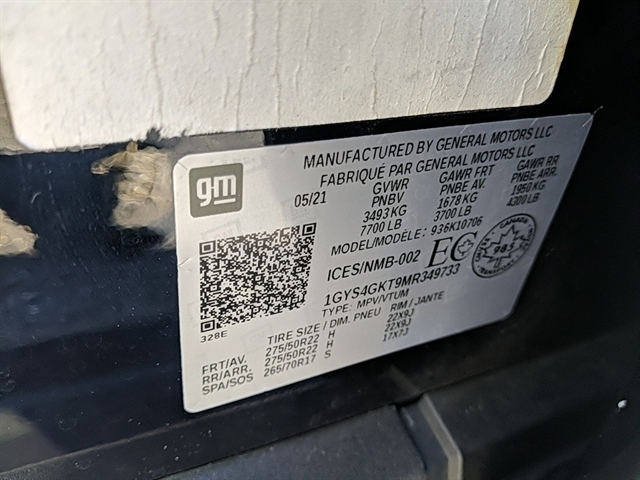 MANUFACTURED BY GENERAL MOTORS LLC
FABRIQUÉ PAR GENERAL MOTORS LLC
gm
05/21
GVWR GAWR FRT GAWR RR
PNBV PNBE AV. PNBE ARR.
3493 KG 1678 KG 1950 KG
7700 LB 3700 LB 4300 LB
MODEL/MODÈLE: 936K10706
ICES/NMB-002 EC
CANADA
TRANSPORT
1GYS4GKT9MR349733
TYPE: MPV/VTUM
328E
TIRE SIZE / DIM. PNEU RIM / JANTE
FRT/AV. 275/50R22 H 22X9J
RR/ARR. 275/50R22 H 22X9J
SPA/SOS 265/70R17 S 17X7J